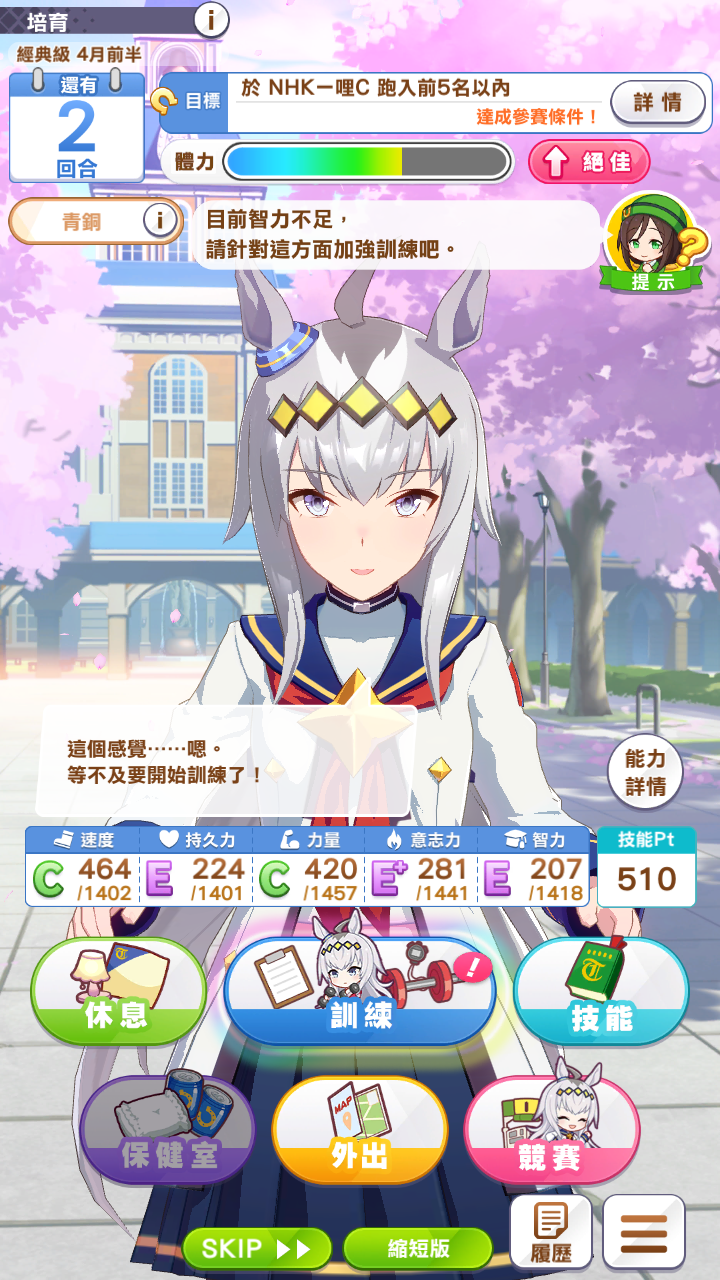 培育
i
經典級 4月前半
還有
2
回合
目標
於 NHK一哩C 跑入前5名以內
達成參賽條件！
詳情
體力
絕佳
青銅
i
目前智力不足，
請針對這方面加強訓練吧。
提示
這個感覺……嗯。
等不及要開始訓練了！
能力
詳情
速度 持久力 力量 意志力 智力 技能Pt
C 464 E 224 C 420 E+ 281 E 207 510
/1402 /1401 /1457 /1441 /1418
休息
訓練
技能
MAP
保健室
外出
競賽
SKIP
縮短版
履歷